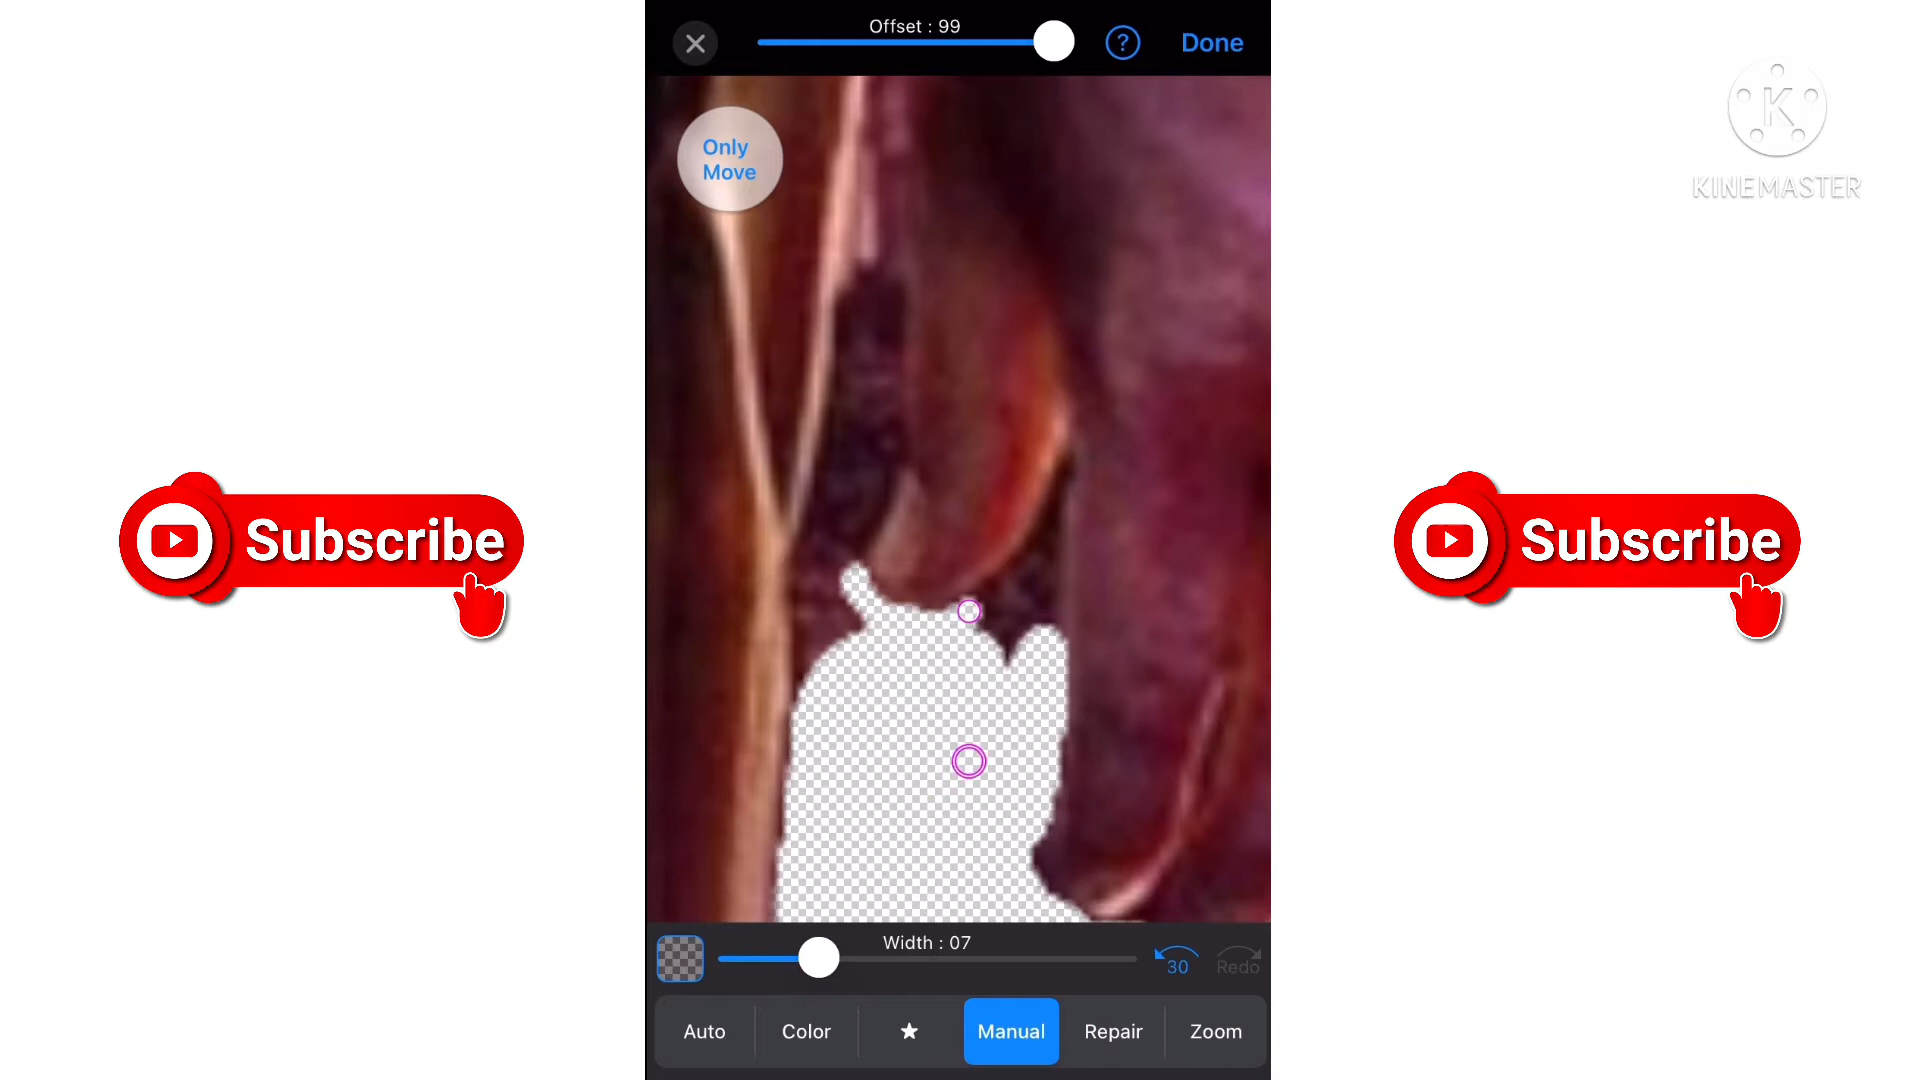 Offset : 99
?
Done
Only
Move
K
KINEMASTER
Subscribe
Subscribe
Width : 07
30
Redo
Auto
Color
Manual
Repair
Zoom